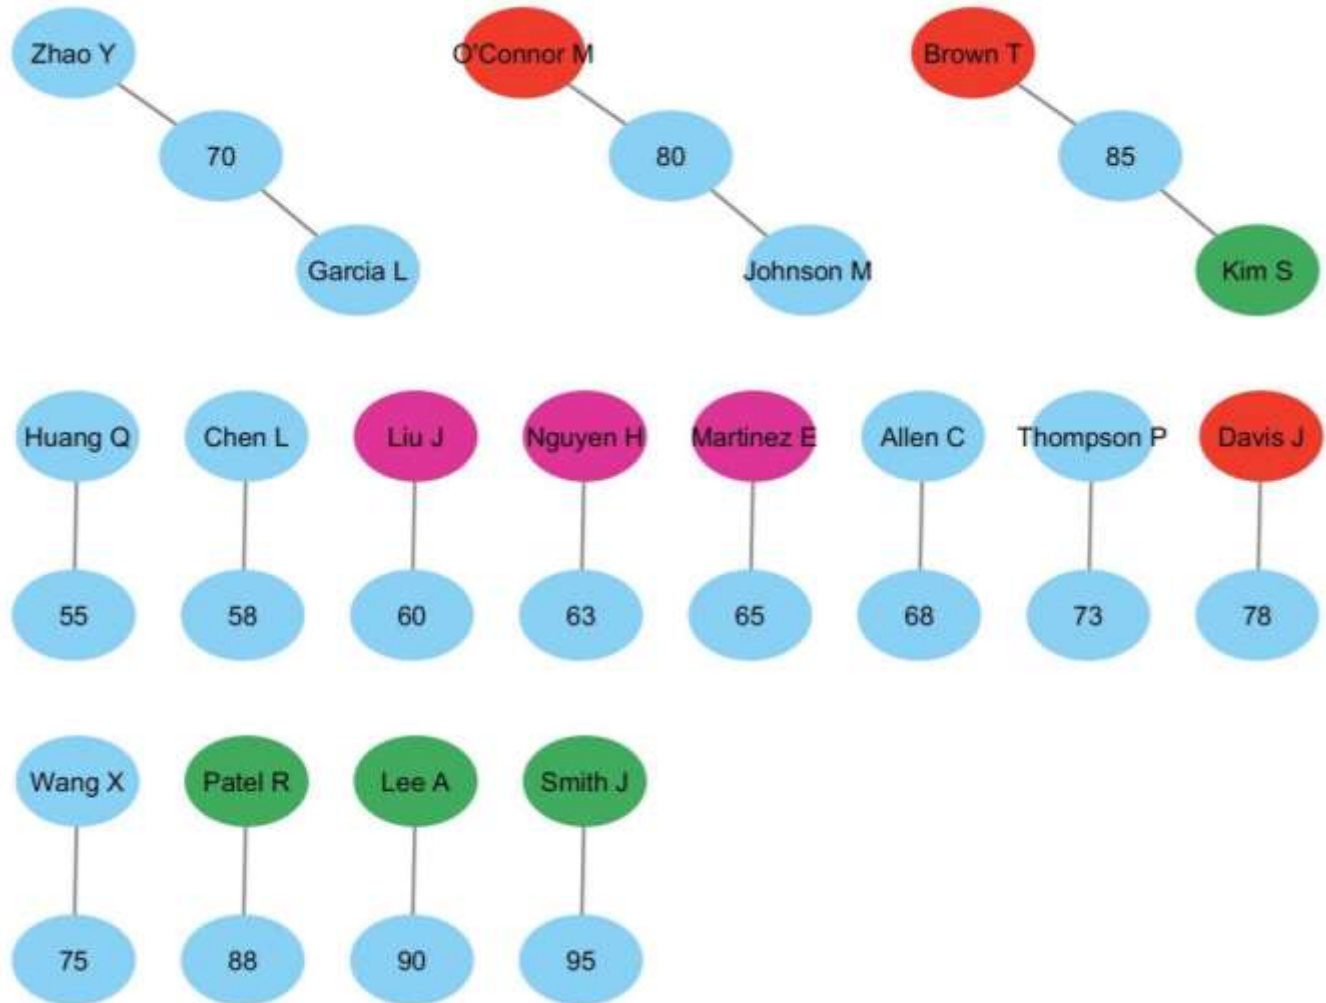 Zhao Y
O'Connor M
Brown T
70
80
85
Garcia L
Johnson M
Kim S
Huang Q
Chen L
Liu J
Nguyen H
Martinez E
Allen C
Thompson P
Davis J
55
58
60
63
65
68
73
78
Wang X
Patel R
Lee A
Smith J
75
88
90
95